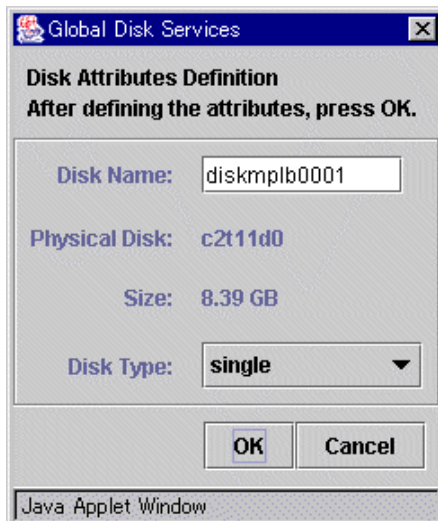 Global Disk Services
Disk Attributes Definition
After defining the attributes, press OK.
Disk Name: diskmplb0001
Physical Disk: c2t11d0
Size: 8.39 GB
Disk Type: single
OK Cancel
Java Applet Window